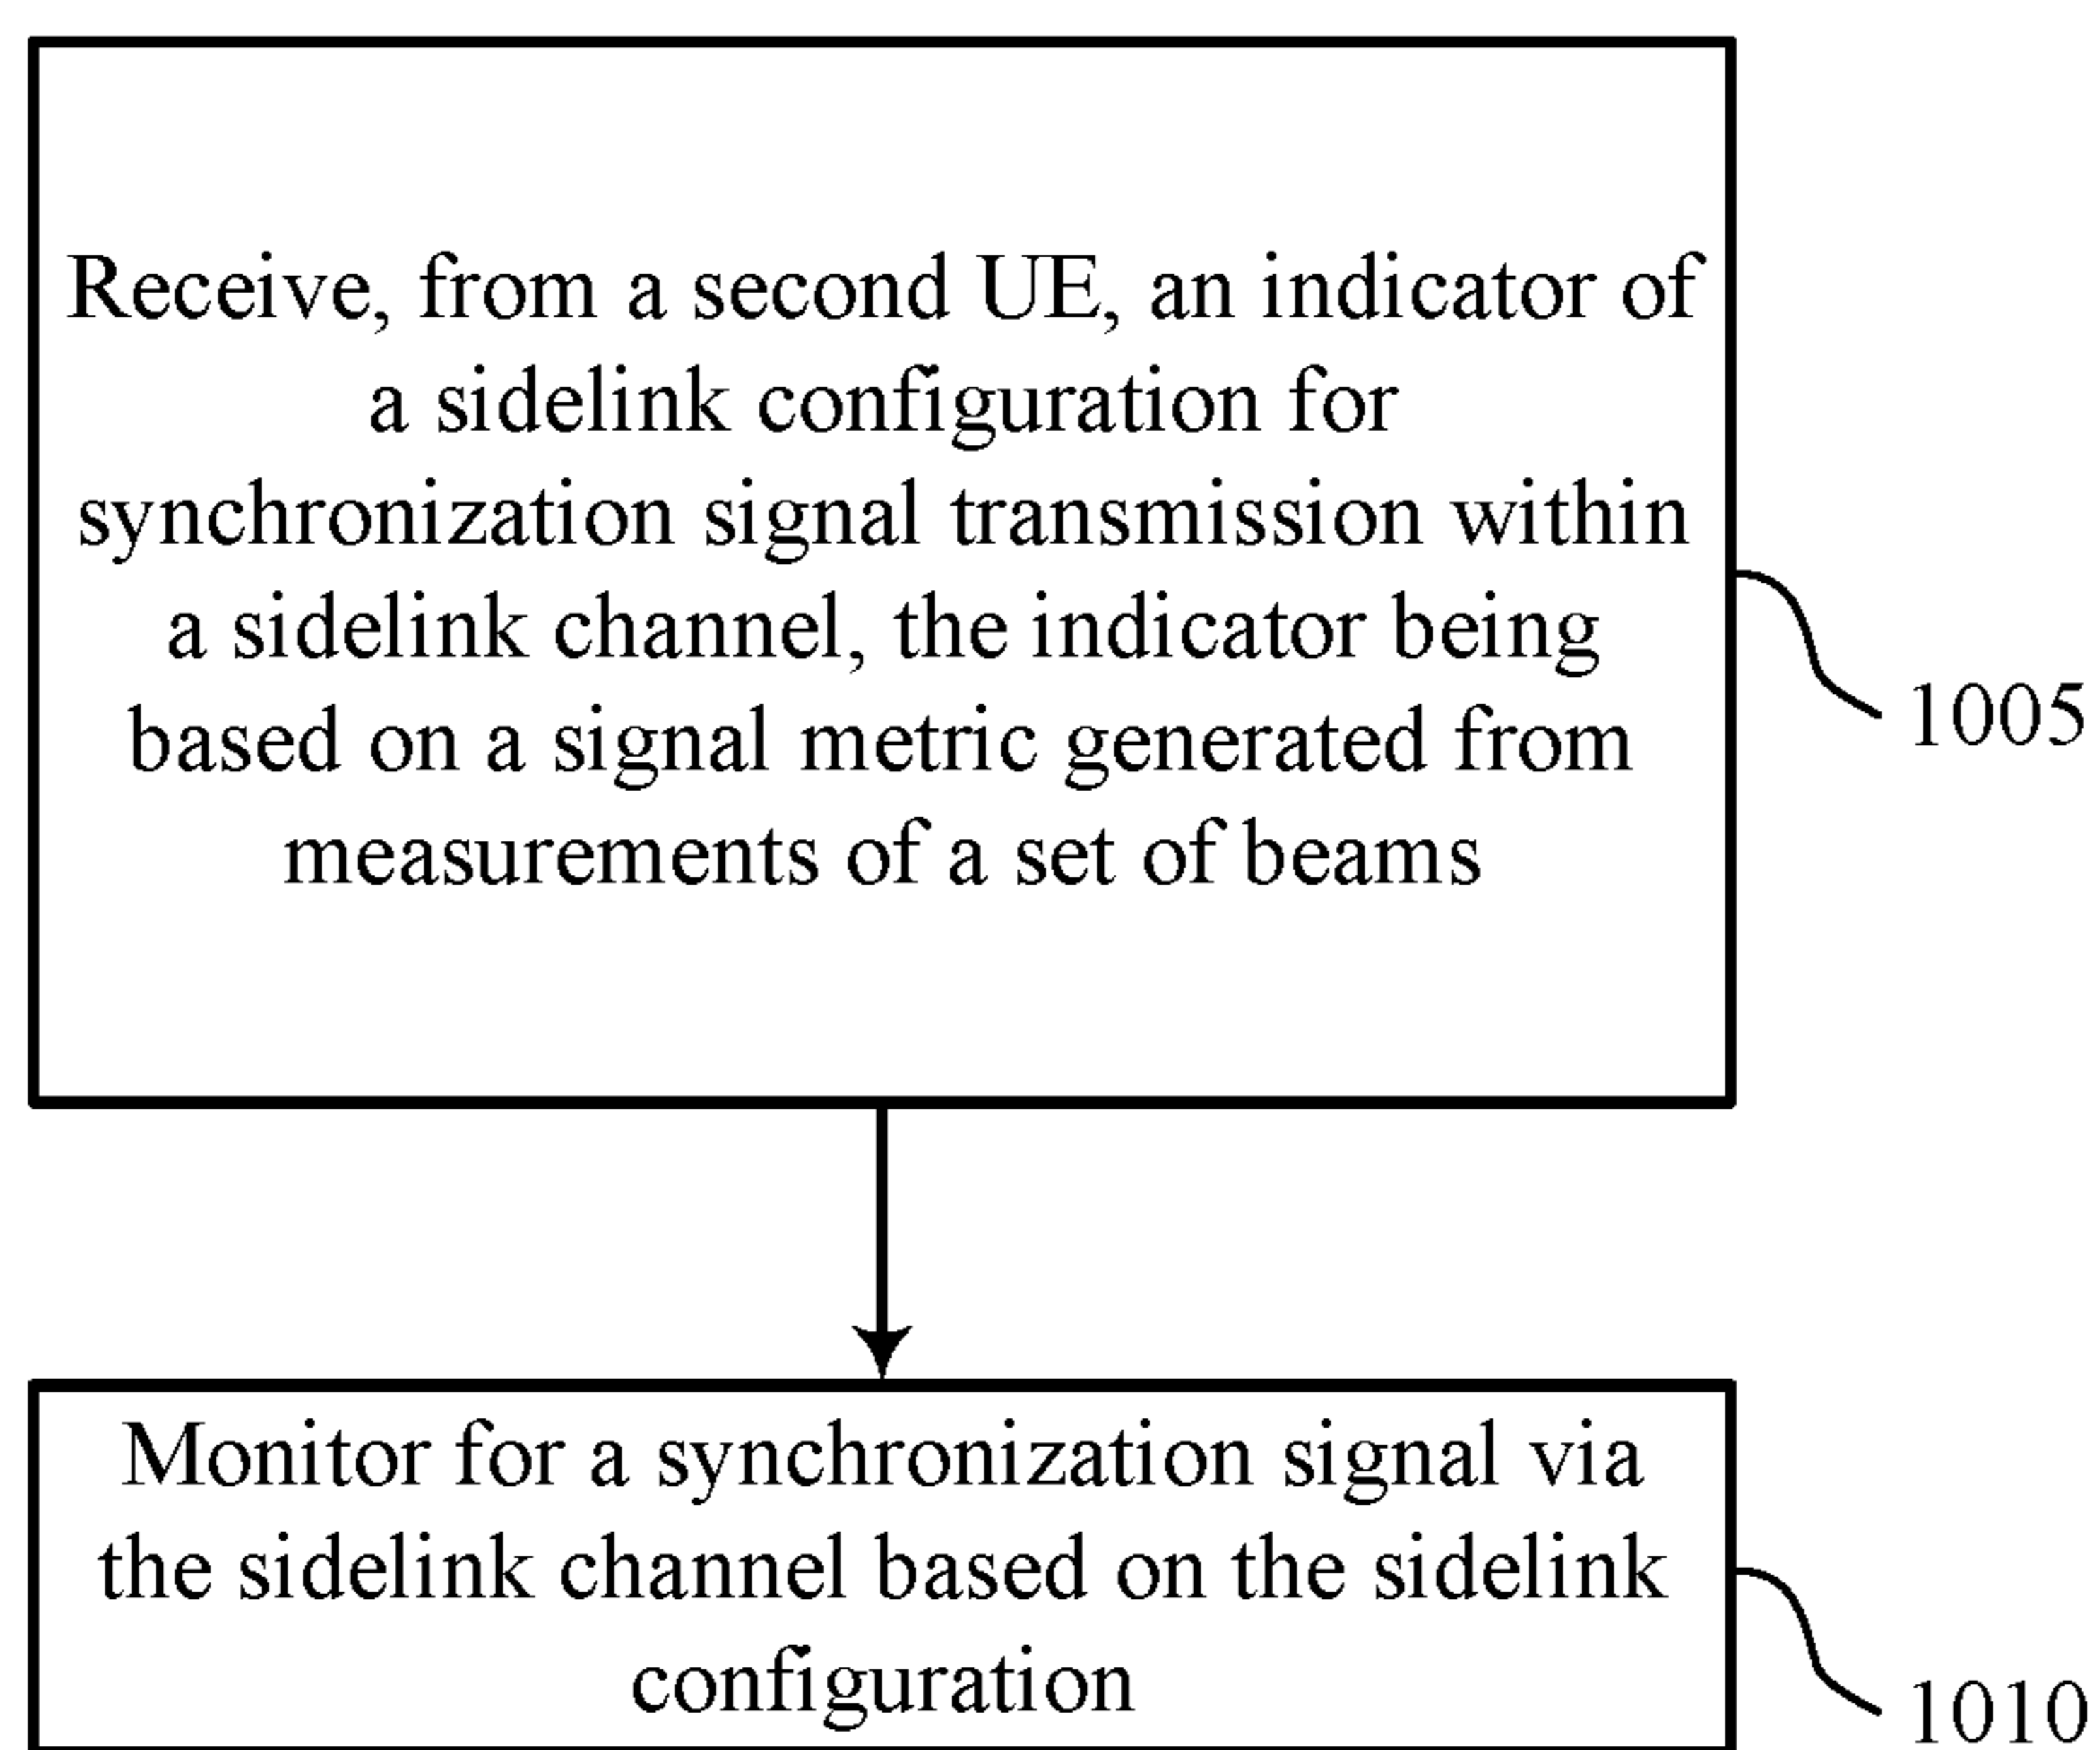 Receive, from a second UE, an indicator of
a sidelink configuration for
synchronization signal transmission within
a sidelink channel, the indicator being
based on a signal metric generated from
measurements of a set of beams
1005
Monitor for a synchronization signal via
the sidelink channel based on the sidelink
configuration
1010